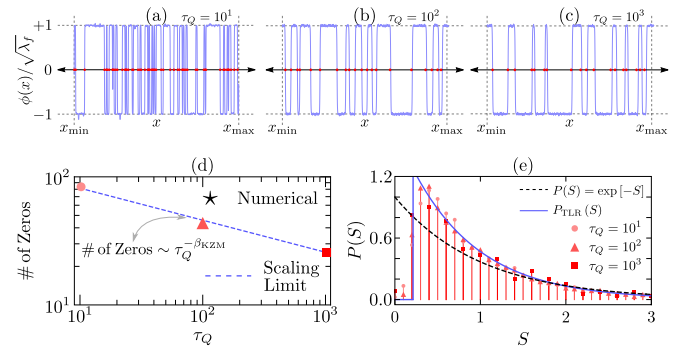 (a) τ_Q = 10^1
(b) τ_Q = 10^2
(c) τ_Q = 10^3
ϕ(x)/√λ_f
+1
0
−1
x_min x x_max
x_min x x_max
x_min x x_max
(d)
# of Zeros
10^2
10^1
★ Numerical
# of Zeros ∼ τ_Q^{−β_KZM}
Scaling
Limit
10^1 10^2 10^3
τ_Q
(e)
P(S)
1.2
0.6
0.0
P(S) = exp [−S]
P_TLR (S)
τ_Q = 10^1
τ_Q = 10^2
τ_Q = 10^3
0 1 2 3
S